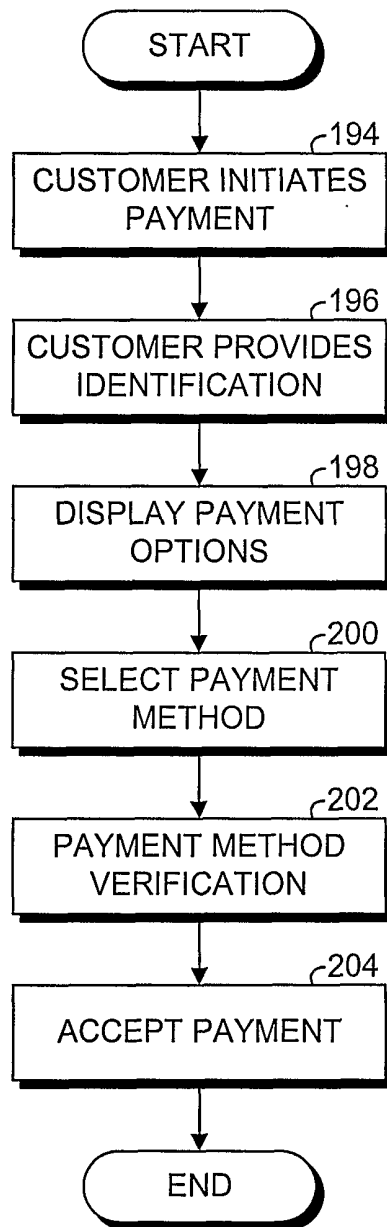 START
194
CUSTOMER INITIATES
PAYMENT
196
CUSTOMER PROVIDES
IDENTIFICATION
198
DISPLAY PAYMENT
OPTIONS
200
SELECT PAYMENT
METHOD
202
PAYMENT METHOD
VERIFICATION
204
ACCEPT PAYMENT
END